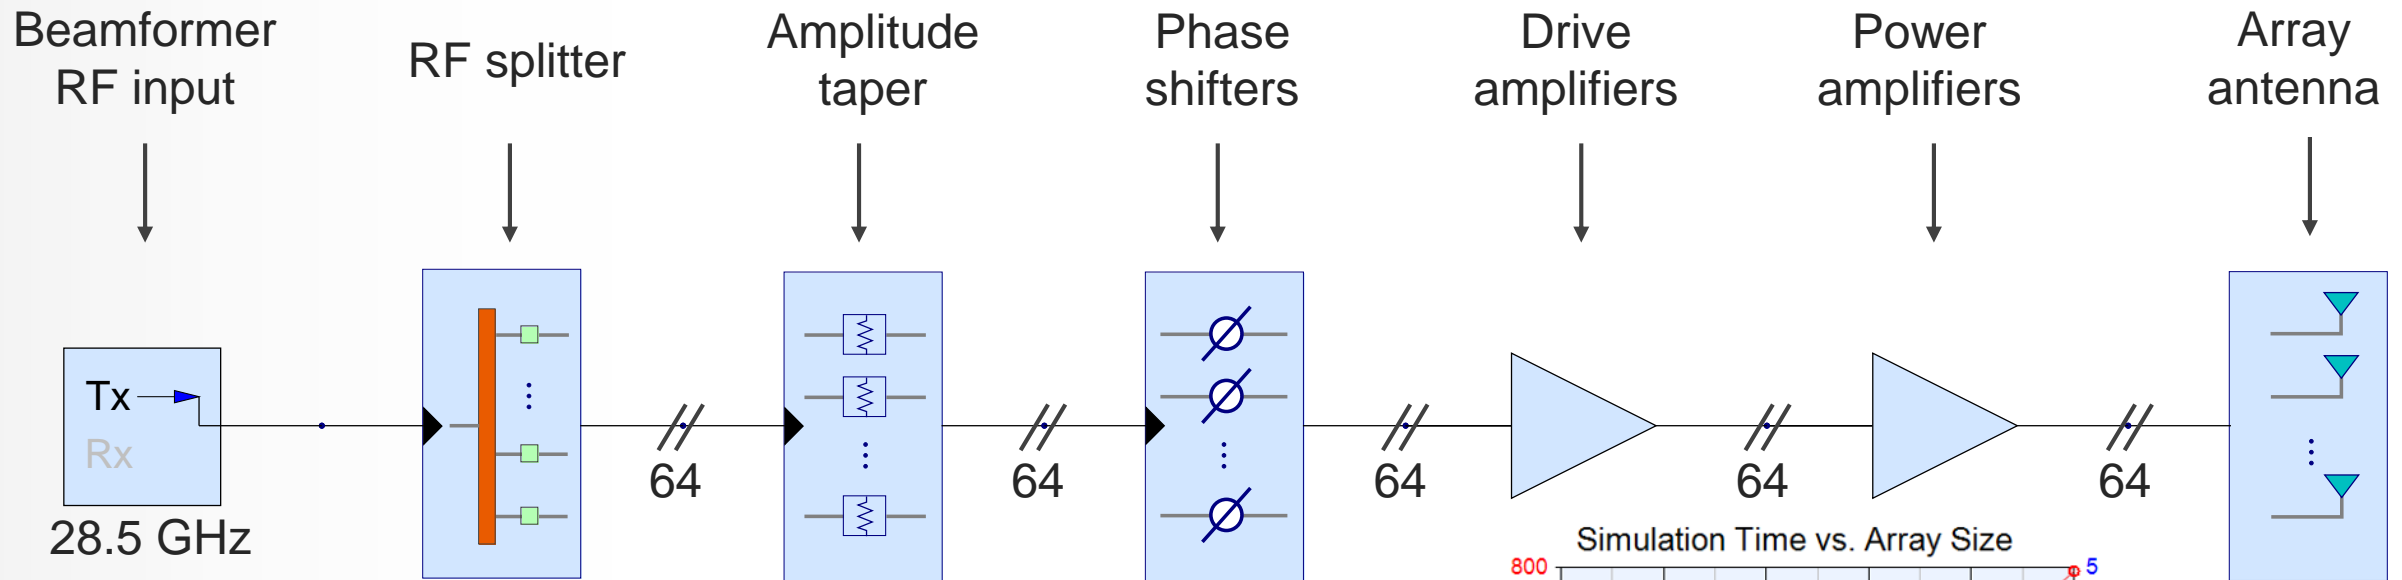 Beamformer
RF input
RF splitter
Amplitude
taper
Phase
shifters
Drive
amplifiers
Power
amplifiers
Array
antenna
Tx
Rx
28.5 GHz
64
64
64
64
64
Simulation Time vs. Array Size
800
5